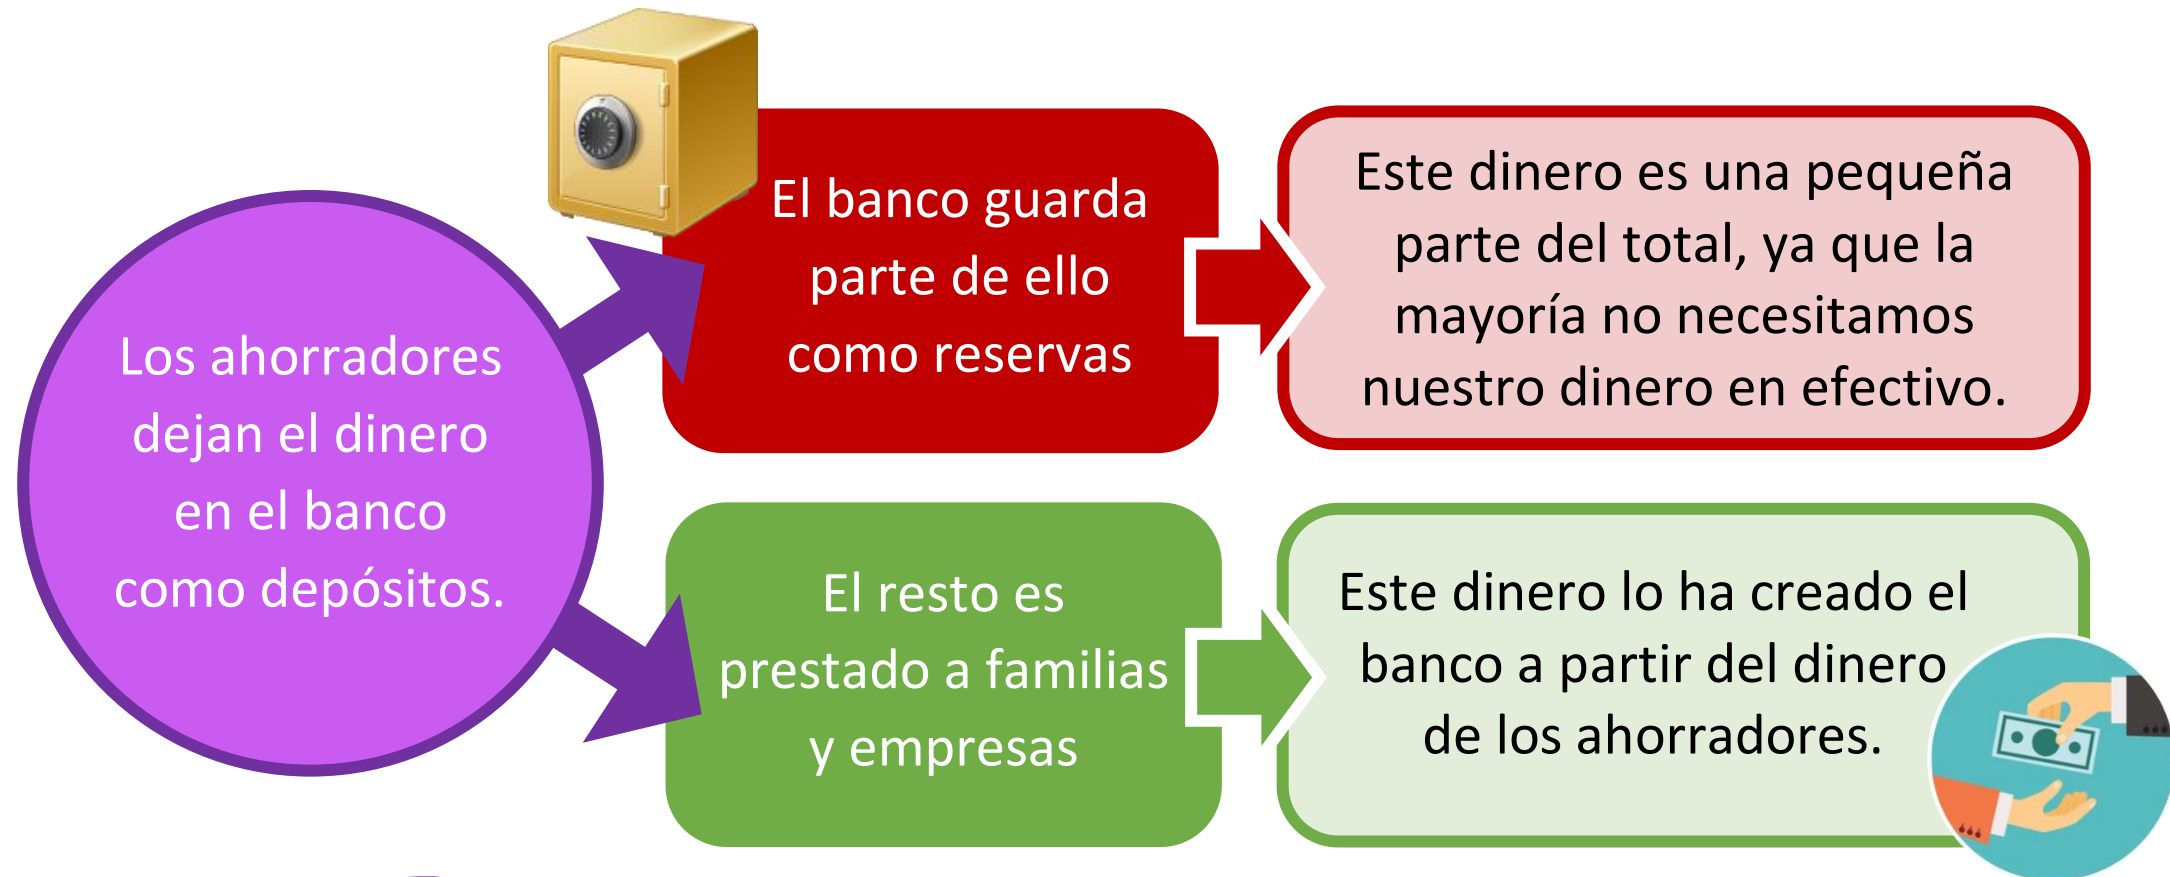 Los ahorradores
dejan el dinero
en el banco
como depósitos.
El banco guarda
parte de ello
como reservas
Este dinero es una pequeña
parte del total, ya que la
mayoría no necesitamos
nuestro dinero en efectivo.
El resto es
prestado a familias
y empresas
Este dinero lo ha creado el
banco a partir del dinero
de los ahorradores.